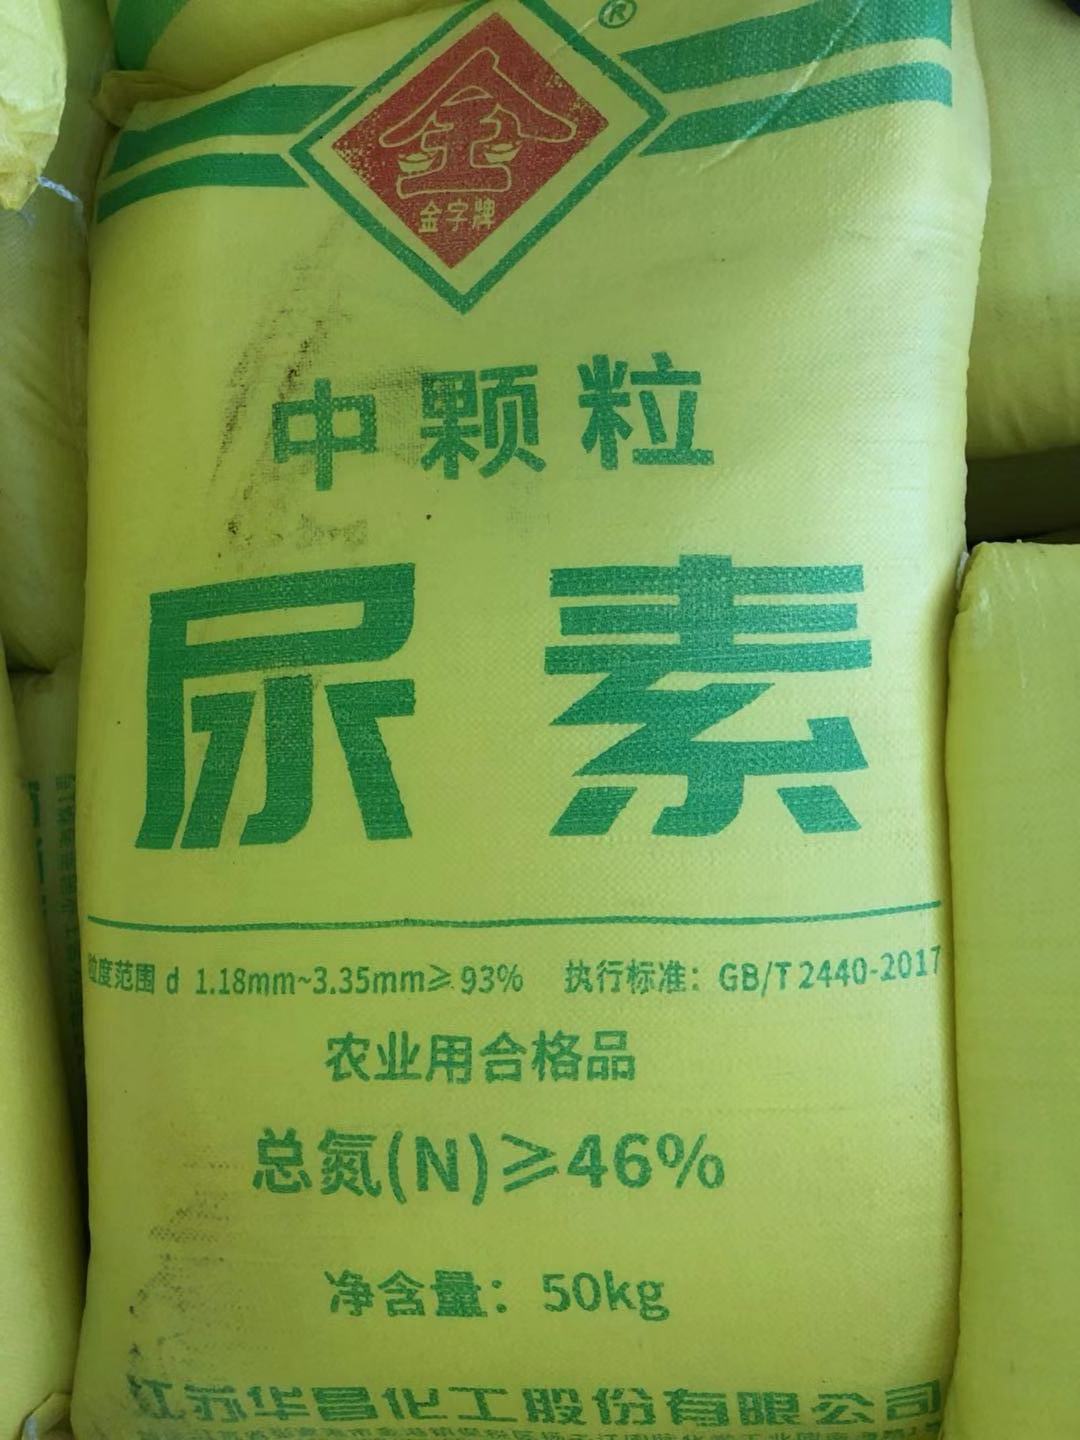 ®
金
金字牌
中颗粒
尿素
粒度范围 d 1.18mm~3.35mm≥93% 执行标准：GB/T 2440-2017
农业用合格品
总氮(N)≥46%
净含量：50kg
江苏华昌化工股份有限公司